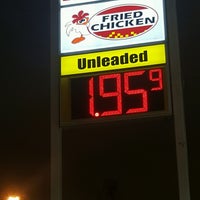 FRIED
CHICKEN
Unleaded
1.95 9